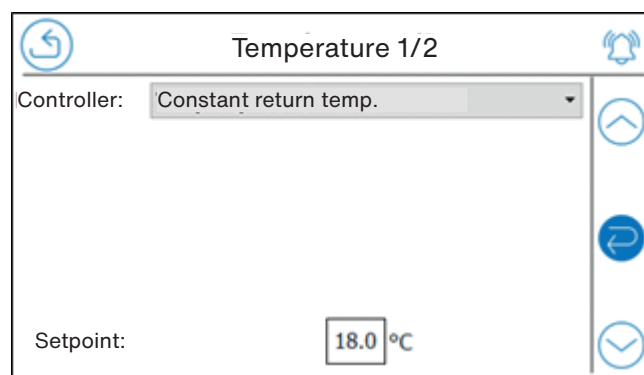 Temperature 1/2
Controller: Constant return temp.
Setpoint: 18.0 °C